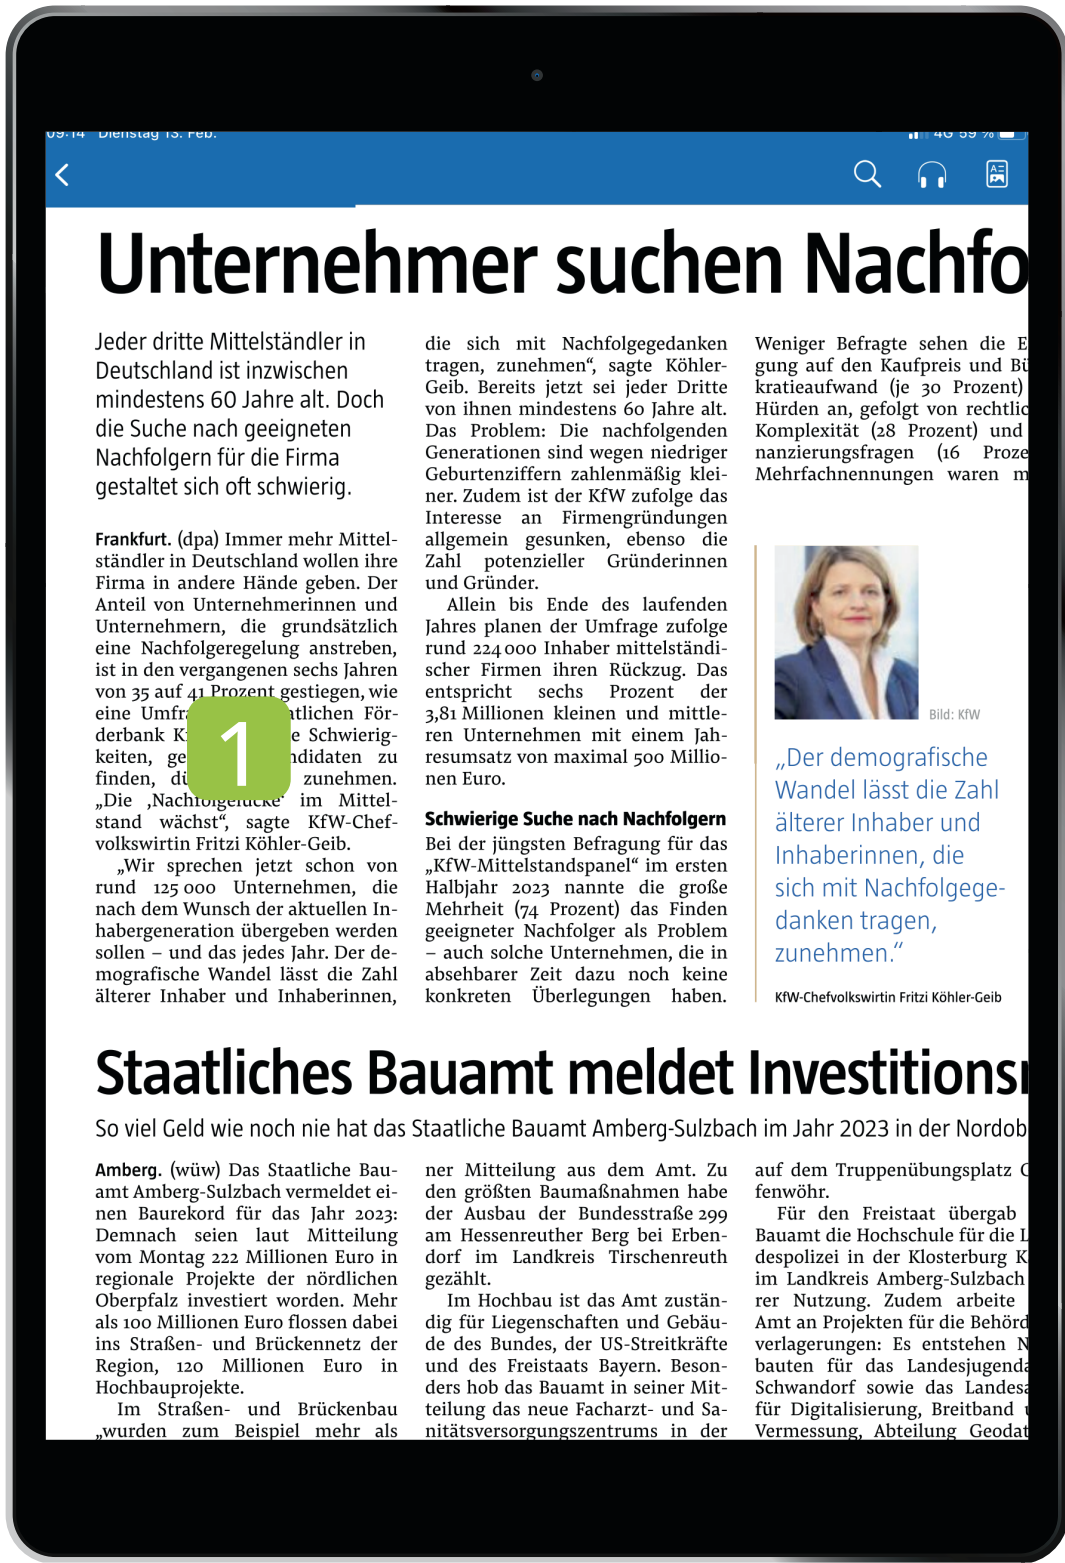 09:14 Dienstag 13. Feb.
4G 59 %
Unternehmer suchen Nachfo
Jeder dritte Mittelständler in
Deutschland ist inzwischen
mindestens 60 Jahre alt. Doch
die Suche nach geeigneten
Nachfolgern für die Firma
gestaltet sich oft schwierig.
Frankfurt. (dpa) Immer mehr Mittel-
ständler in Deutschland wollen ihre
Firma in andere Hände geben. Der
Anteil von Unternehmerinnen und
Unternehmern, die grundsätzlich
eine Nachfolgeregelung anstreben,
ist in den vergangenen sechs Jahren
von 35 auf 41 Prozent gestiegen, wie
eine Umfra tlichen För-
derbank K e Schwierig-
keiten, ge ndidaten zu
finden, dü zunehmen.
„Die ‚Nachfolgelücke‘ im Mittel-
stand wächst“, sagte KfW-Chef-
volkswirtin Fritzi Köhler-Geib.
„Wir sprechen jetzt schon von
rund 125 000 Unternehmen, die
nach dem Wunsch der aktuellen In-
habergeneration übergeben werden
sollen – und das jedes Jahr. Der de-
mografische Wandel lässt die Zahl
älterer Inhaber und Inhaberinnen,
1
die sich mit Nachfolgegedanken
tragen, zunehmen“, sagte Köhler-
Geib. Bereits jetzt sei jeder Dritte
von ihnen mindestens 60 Jahre alt.
Das Problem: Die nachfolgenden
Generationen sind wegen niedriger
Geburtenziffern zahlenmäßig klei-
ner. Zudem ist der KfW zufolge das
Interesse an Firmengründungen
allgemein gesunken, ebenso die
Zahl potenzieller Gründerinnen
und Gründer.
Allein bis Ende des laufenden
Jahres planen der Umfrage zufolge
rund 224 000 Inhaber mittelständi-
scher Firmen ihren Rückzug. Das
entspricht sechs Prozent der
3,81 Millionen kleinen und mittle-
ren Unternehmen mit einem Jah-
resumsatz von maximal 500 Millio-
nen Euro.
Schwierige Suche nach Nachfolgern
Bei der jüngsten Befragung für das
„KfW-Mittelstandspanel“ im ersten
Halbjahr 2023 nannte die große
Mehrheit (74 Prozent) das Finden
geeigneter Nachfolger als Problem
– auch solche Unternehmen, die in
absehbarer Zeit dazu noch keine
konkreten Überlegungen haben.
Weniger Befragte sehen die E
gung auf den Kaufpreis und Bü
kratieaufwand (je 30 Prozent)
Hürden an, gefolgt von rechtlic
Komplexität (28 Prozent) und
nanzierungsfragen (16 Proze
Mehrfachnennungen waren m
Bild: KfW
„Der demografische
Wandel lässt die Zahl
älterer Inhaber und
Inhaberinnen, die
sich mit Nachfolgege-
danken tragen,
zunehmen.“
KfW-Chefvolkswirtin Fritzi Köhler-Geib
Staatliches Bauamt meldet Investitionsr
So viel Geld wie noch nie hat das Staatliche Bauamt Amberg-Sulzbach im Jahr 2023 in der Nordob
Amberg. (wüw) Das Staatliche Bau-
amt Amberg-Sulzbach vermeldet ei-
nen Baurekord für das Jahr 2023:
Demnach seien laut Mitteilung
vom Montag 222 Millionen Euro in
regionale Projekte der nördlichen
Oberpfalz investiert worden. Mehr
als 100 Millionen Euro flossen dabei
ins Straßen- und Brückennetz der
Region, 120 Millionen Euro in
Hochbauprojekte.
Im Straßen- und Brückenbau
„wurden zum Beispiel mehr als
ner Mitteilung aus dem Amt. Zu
den größten Baumaßnahmen habe
der Ausbau der Bundesstraße 299
am Hessenreuther Berg bei Erben-
dorf im Landkreis Tirschenreuth
gezählt.
Im Hochbau ist das Amt zustän-
dig für Liegenschaften und Gebäu-
de des Bundes, der US-Streitkräfte
und des Freistaats Bayern. Beson-
ders hob das Bauamt in seiner Mit-
teilung das neue Facharzt- und Sa-
nitätsversorgungszentrums in der
auf dem Truppenübungsplatz G
fenwöhr.
Für den Freistaat übergab
Bauamt die Hochschule für die L
despolizei in der Klosterburg K
im Landkreis Amberg-Sulzbach
rer Nutzung. Zudem arbeite
Amt an Projekten für die Behörd
verlagerungen: Es entstehen N
bauten für das Landesjugenda
Schwandorf sowie das Landesa
für Digitalisierung, Breitband u
Vermessung, Abteilung Geodat